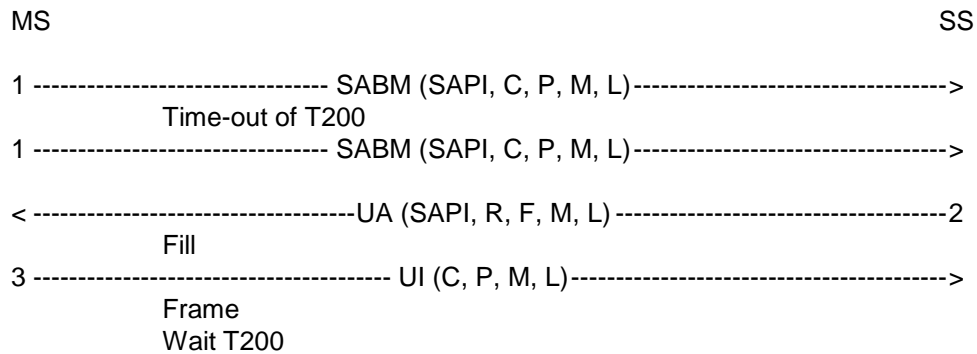 MS SS
1 ---------------------------------- SABM (SAPI, C, P, M, L)------------------------------------>
Time-out of T200
1 ---------------------------------- SABM (SAPI, C, P, M, L)------------------------------------>
< -------------------------------------UA (SAPI, R, F, M, L) --------------------------------------2
Fill
3 ----------------------------------------- UI (C, P, M, L)------------------------------------------->
Frame
Wait T200